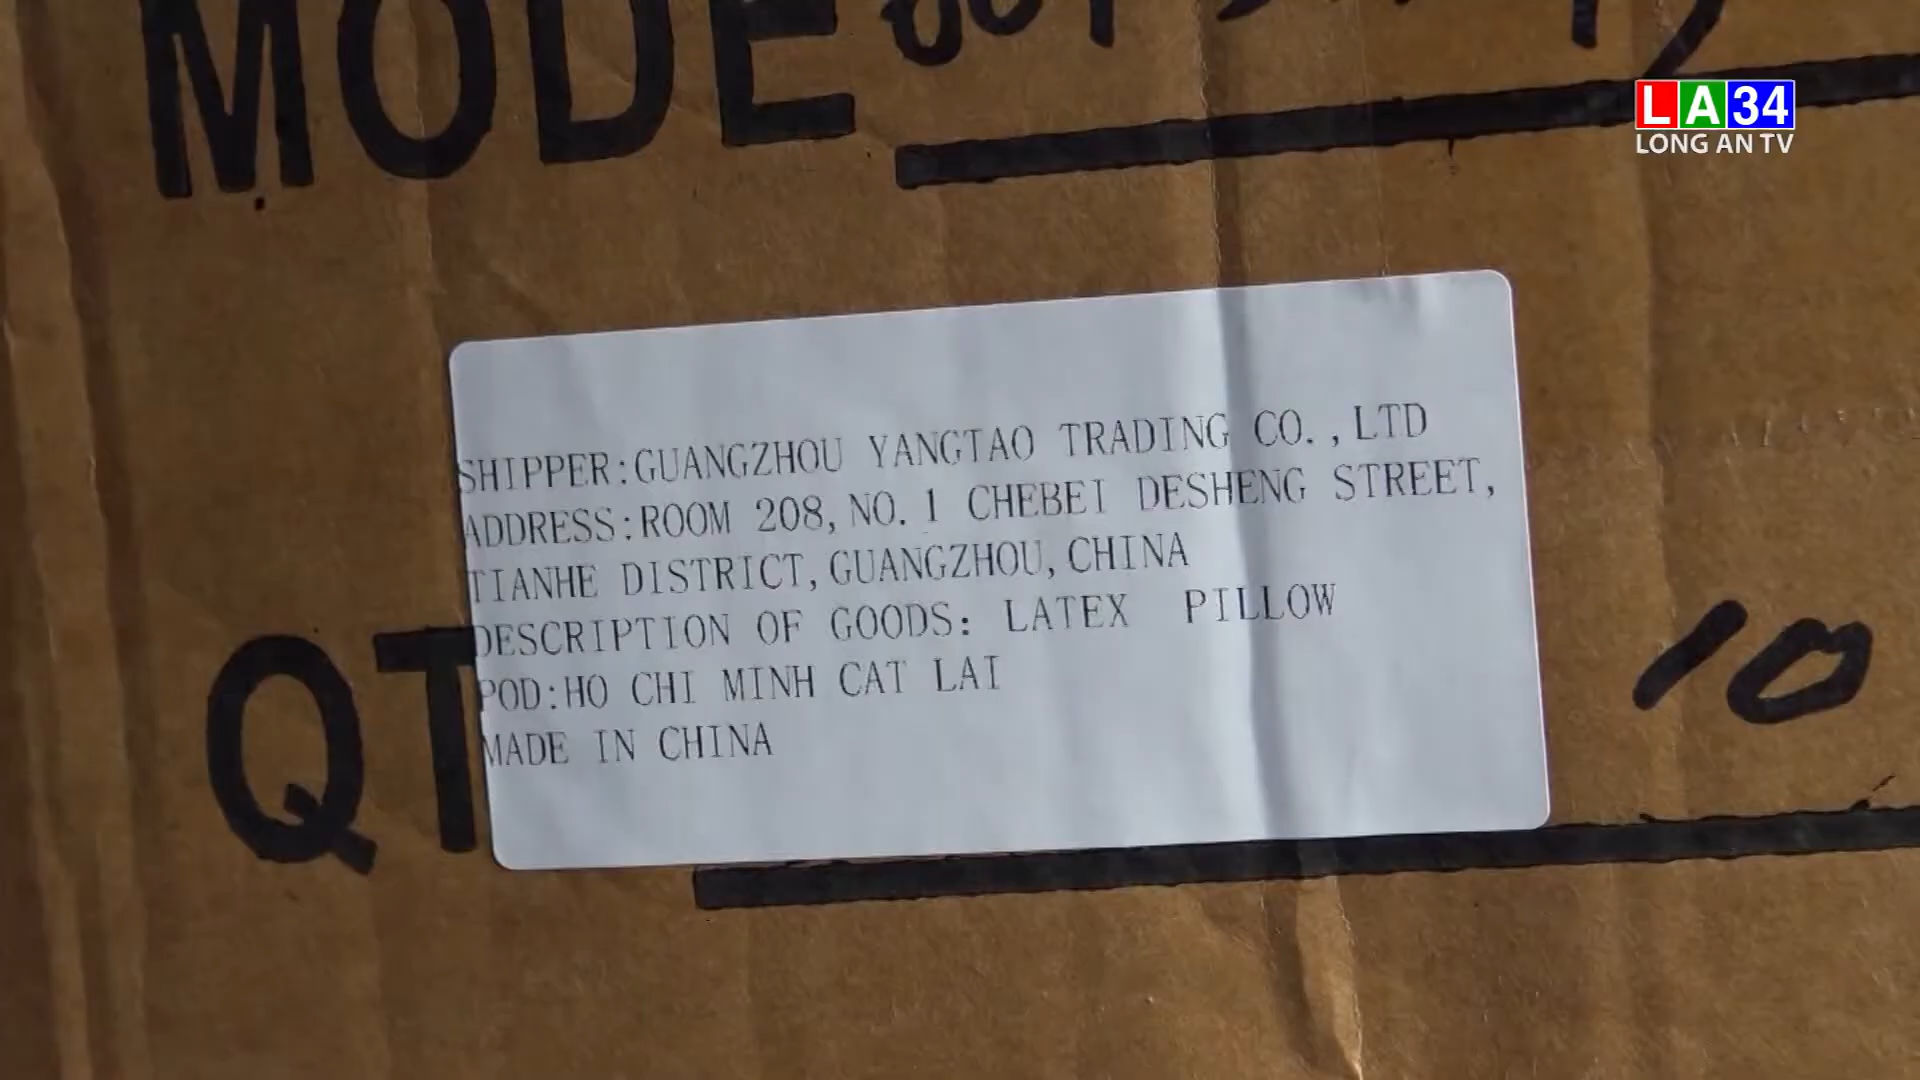 MODE
LA34
LONG AN TV
SHIPPER:GUANGZHOU YANGTAO TRADING CO.,LTD
ADDRESS:ROOM 208,NO.1 CHEBEI DESHENG STREET,
TIANHE DISTRICT,GUANGZHOU,CHINA
DESCRIPTION OF GOODS: LATEX PILLOW
POD:HO CHI MINH CAT LAI
MADE IN CHINA
QT
10